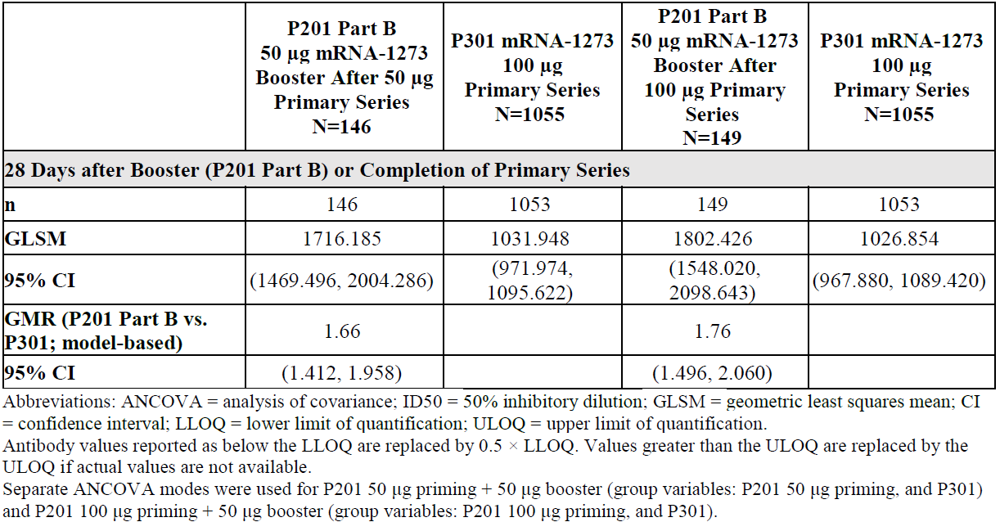 P201 Part B
50 μg mRNA-1273
Booster After 50 μg
Primary Series
N=146
P301 mRNA-1273
100 μg
Primary Series
N=1055
P201 Part B
50 μg mRNA-1273
Booster After
100 μg Primary
Series
N=149
P301 mRNA-1273
100 μg
Primary Series
N=1055
28 Days after Booster (P201 Part B) or Completion of Primary Series
n 146 1053 149 1053
GLSM 1716.185 1031.948 1802.426 1026.854
95% CI (1469.496, 2004.286) (971.974, 1095.622) (1548.020, 2098.643) (967.880, 1089.420)
GMR (P201 Part B vs.
P301; model-based) 1.66 1.76
95% CI (1.412, 1.958) (1.496, 2.060)
Abbreviations: ANCOVA = analysis of covariance; ID50 = 50% inhibitory dilution; GLSM = geometric least squares mean; CI
= confidence interval; LLOQ = lower limit of quantification; ULOQ = upper limit of quantification.
Antibody values reported as below the LLOQ are replaced by 0.5 × LLOQ. Values greater than the ULOQ are replaced by the
ULOQ if actual values are not available.
Separate ANCOVA modes were used for P201 50 μg priming + 50 μg booster (group variables: P201 50 μg priming, and P301)
and P201 100 μg priming + 50 μg booster (group variables: P201 100 μg priming, and P301).